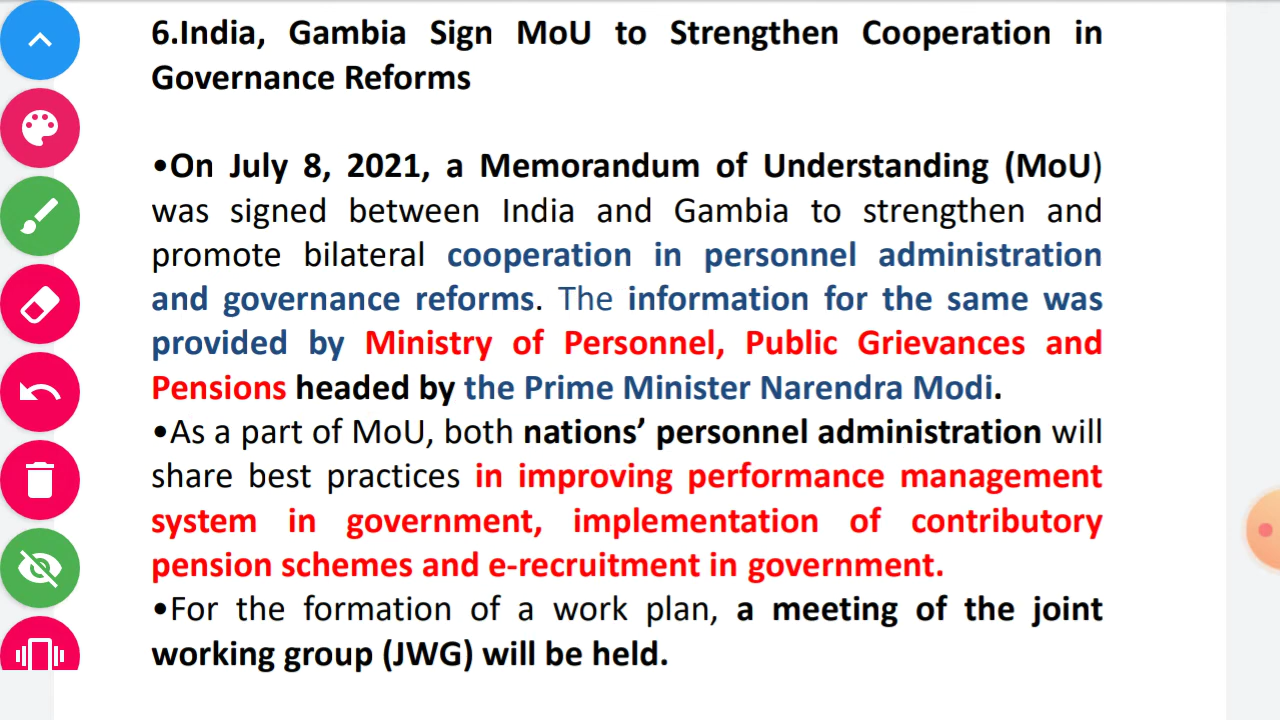 6.India, Gambia Sign MoU to Strengthen Cooperation in
Governance Reforms
•On July 8, 2021, a Memorandum of Understanding (MoU)
was signed between India and Gambia to strengthen and
promote bilateral cooperation in personnel administration
and governance reforms. The information for the same was
provided by Ministry of Personnel, Public Grievances and
Pensions headed by the Prime Minister Narendra Modi.
•As a part of MoU, both nations’ personnel administration will
share best practices in improving performance management
system in government, implementation of contributory
pension schemes and e-recruitment in government.
•For the formation of a work plan, a meeting of the joint
working group (JWG) will be held.